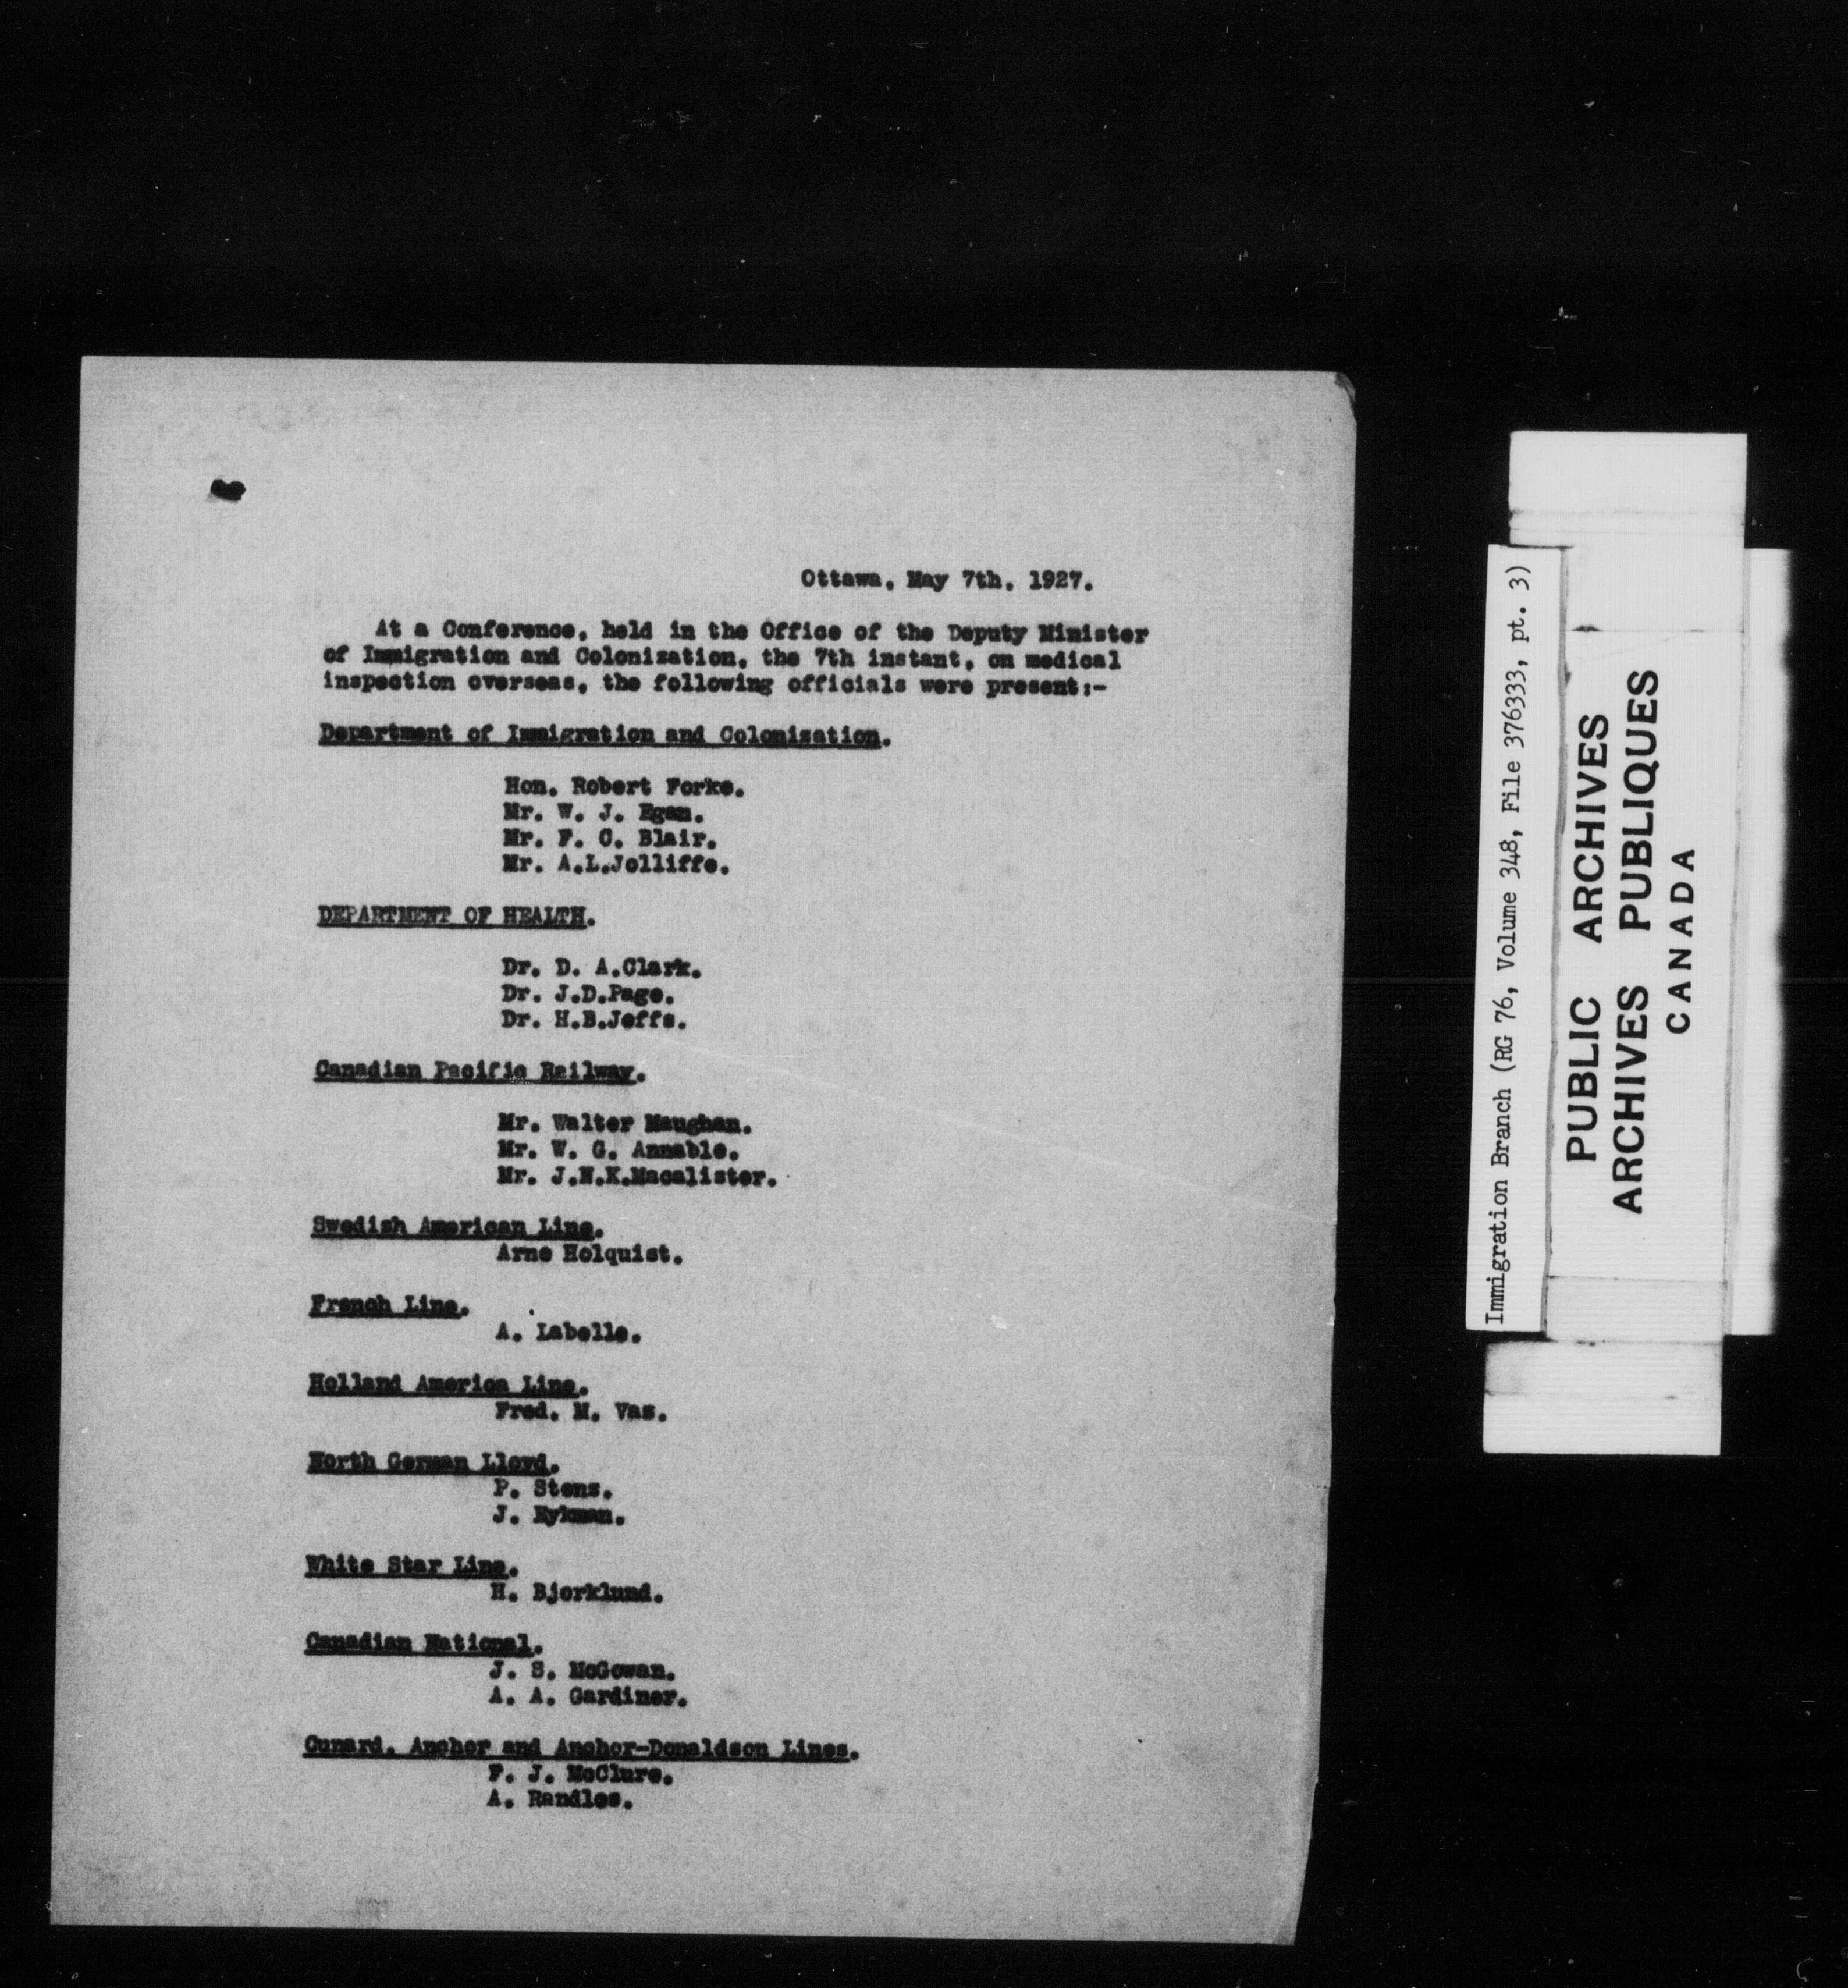 Ottawa, May 7th, 1927.
At a Conference, held in the Office of the Deputy Minister
of Immigration and Colonization, the 7th instant, on medical
inspection overseas, the following officials were present:-
Department of Immigration and Colonization.
Hon. Robert Forke.
Mr. W. J. Egan.
Mr. F. C. Blair.
Mr. A.L.Jolliffe.
DEPARTMENT OF HEALTH.
Dr. D. A.Clark.
Dr. J.D.Page.
Dr. H.B.Jeffs.
Canadian Pacific Railway.
Mr. Walter Maughan.
Mr. W. G. Annable.
Mr. J.N.K.Macalister.
Swedish American Line.
Arne Holquist.
French Line.
A. Labelle.
Holland America Line.
Fred. M. Vas.
North German Lloyd.
P. Stenz.
J. Eykman.
White Star Line.
H. Bjorklund.
Canadian National.
J. S. McGowan.
A. A. Gardiner.
Cunard, Anchor and Anchor-Donaldson Lines.
F. J. McClure.
A. Randles.
Immigration Branch (RG 76, Volume 348, File 376333, pt. 3)
PUBLIC ARCHIVES
ARCHIVES PUBLIQUES
CANADA